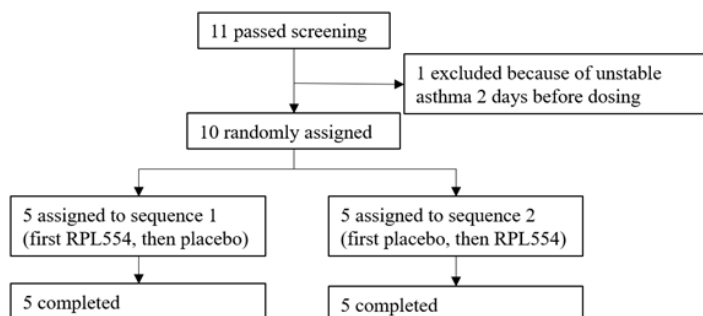 11 passed screening
1 excluded because of unstable
asthma 2 days before dosing
10 randomly assigned
5 assigned to sequence 1
(first RPL554, then placebo)
5 assigned to sequence 2
(first placebo, then RPL554)
5 completed
5 completed